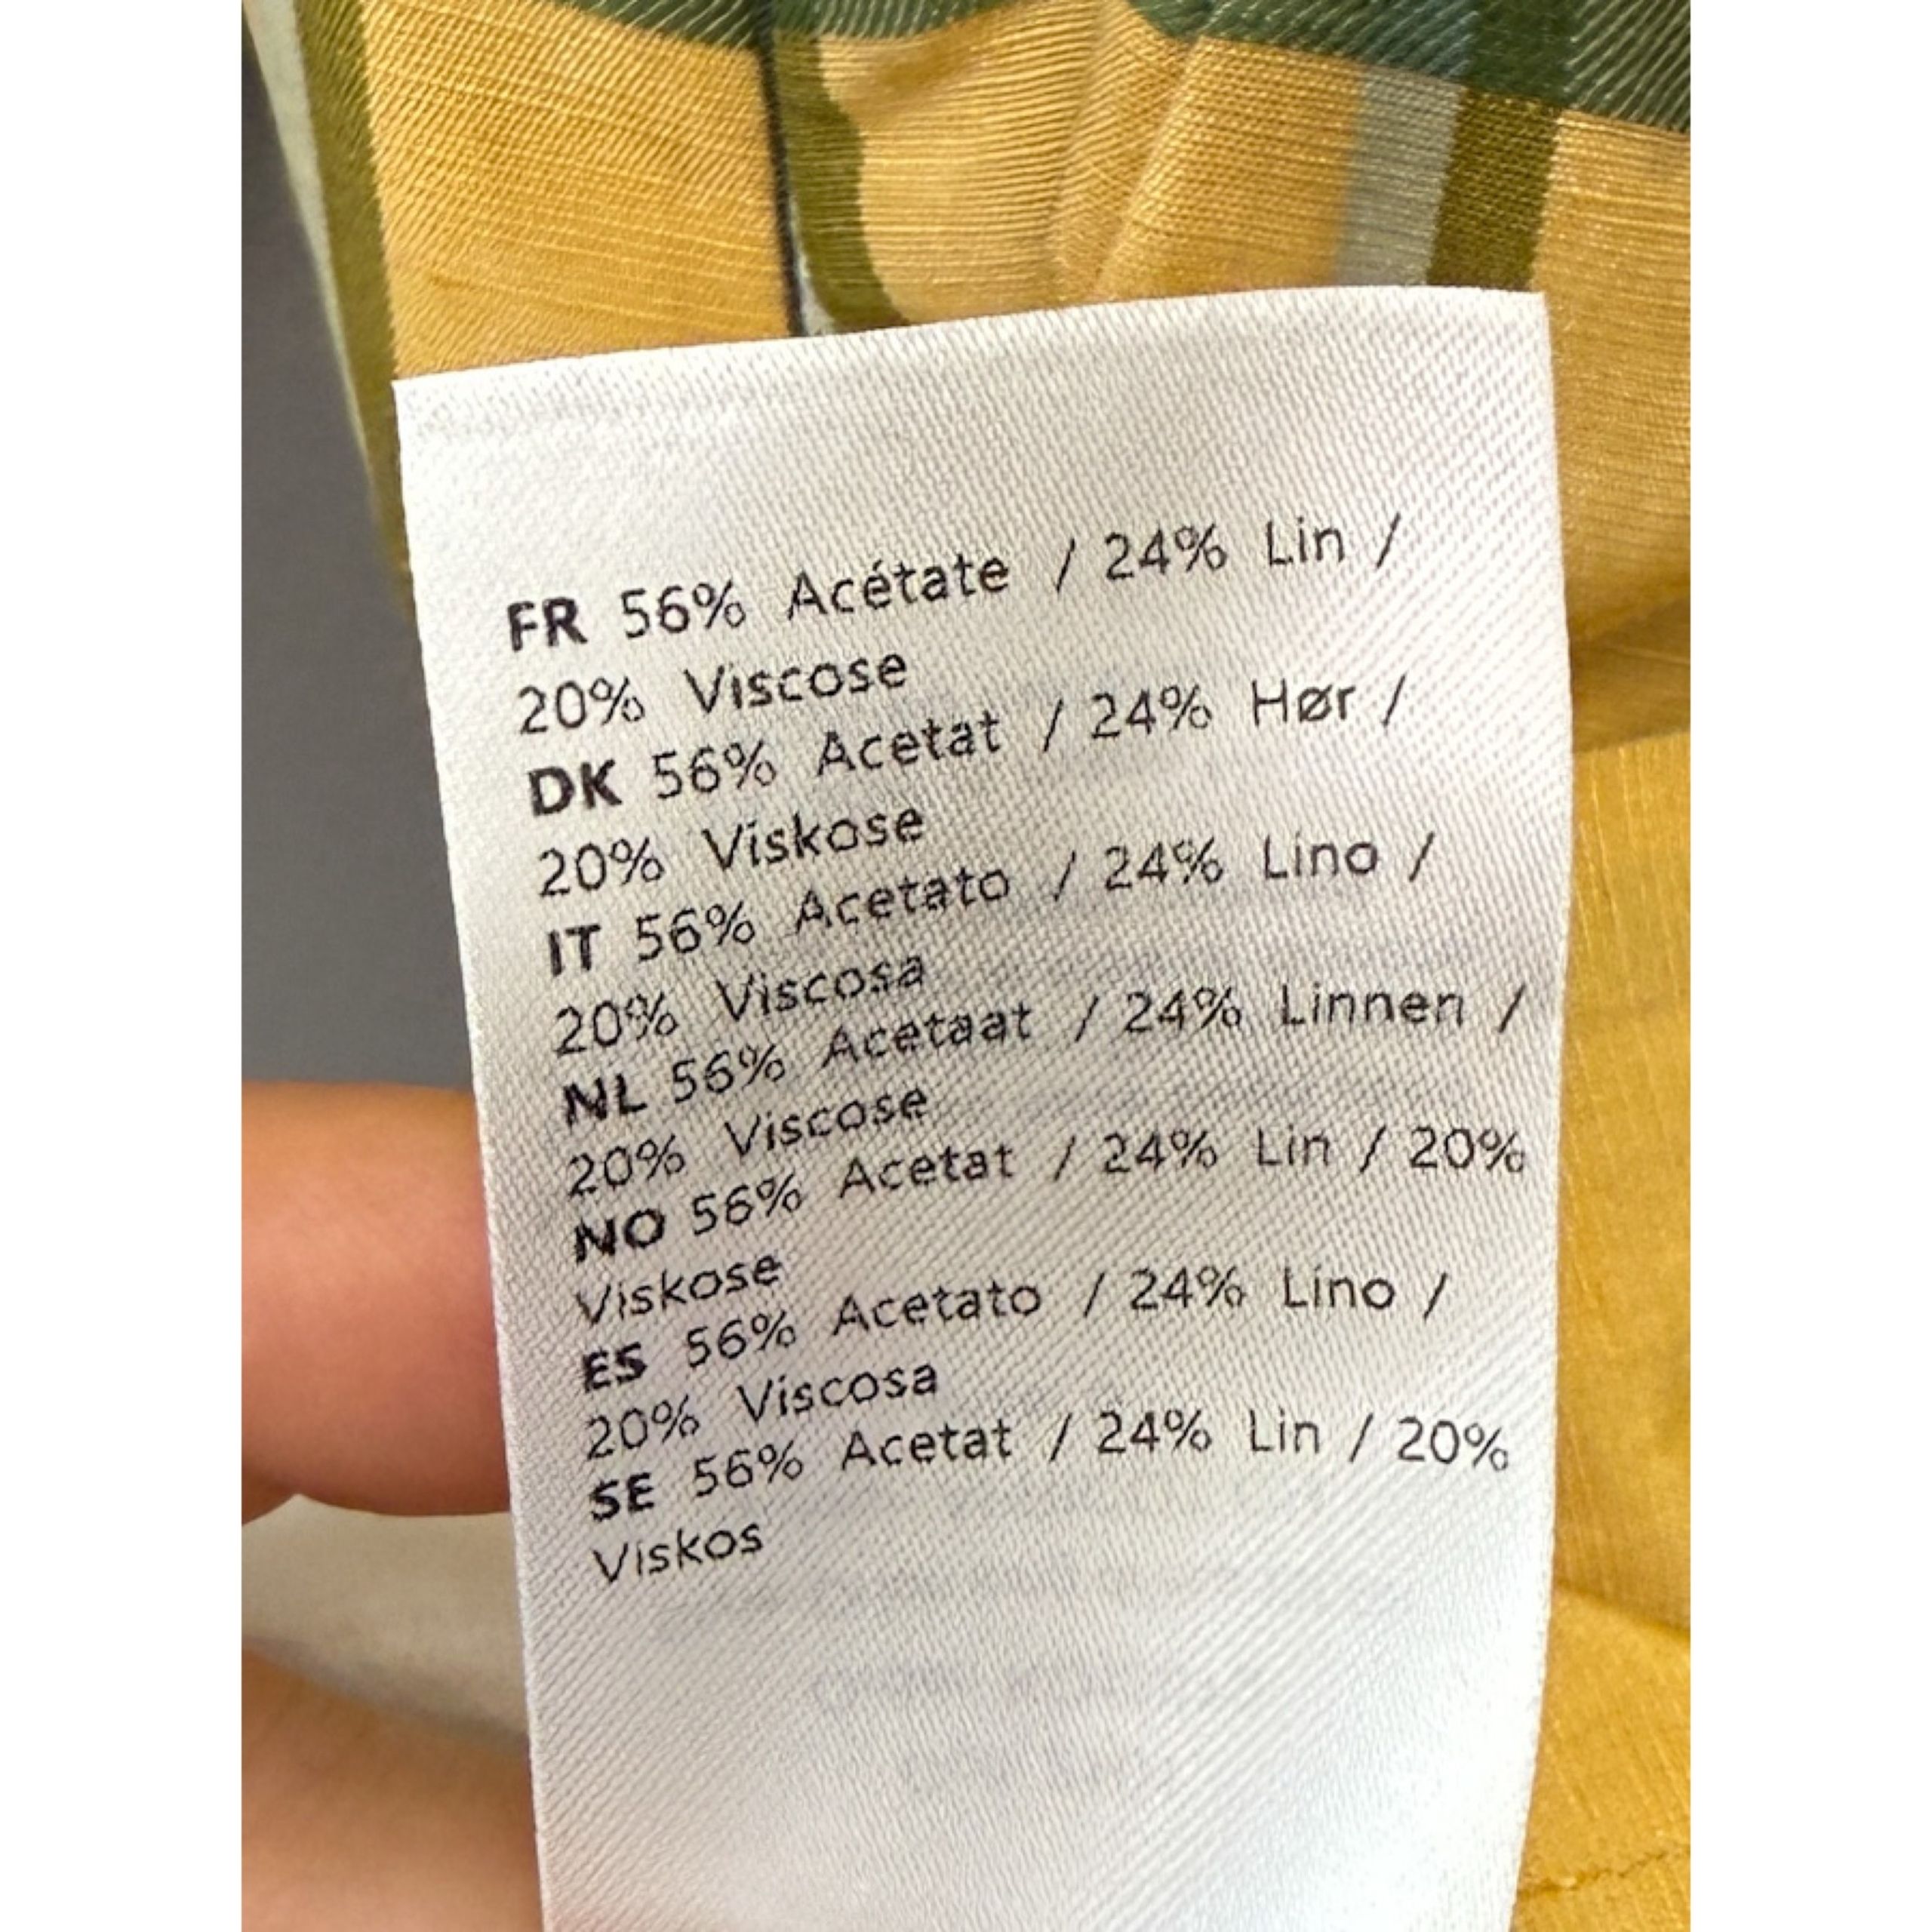 FR 56% Acétate / 24% Lin /
20% Viscose
DK 56% Acetat / 24% Hør /
20% Viskose
IT 56% Acetato / 24% Lino /
20% Viscosa
NL 56% Acetaat / 24% Linnen /
20% Viscose
NO 56% Acetat / 24% Lin / 20%
Viskose
ES 56% Acetato / 24% Lino /
20% Viscosa
SE 56% Acetat / 24% Lin / 20%
Viskos